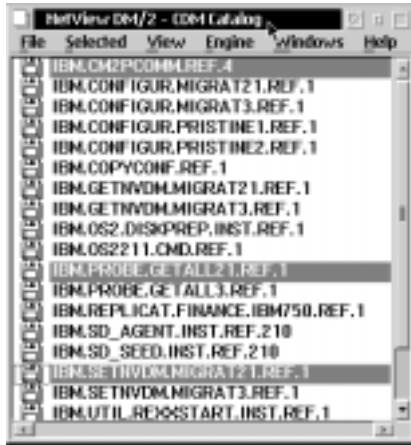 NetView DM/2 - CDM Catalog
File Selected View Engine Windows Help
IBM.CM2PCOMM.REF.4
IBM.CONFIGUR.MIGRAT21.REF.1
IBM.CONFIGUR.MIGRAT3.REF.1
IBM.CONFIGUR.PRISTINE1.REF.1
IBM.CONFIGUR.PRISTINE2.REF.1
IBM.COPYCONF.REF.1
IBM.GETNVDM.MIGRAT21.REF.1
IBM.GETNVDM.MIGRAT3.REF.1
IBM.OS2.DISKPREP.INST.REF.1
IBM.OS2211.CMD.REF.1
IBM.PROBE.GETALL21.REF.1
IBM.PROBE.GETALL3.REF.1
IBM.REPLICAT.FINANCE.IBM750.REF.1
IBM.SD_AGENT.INST.REF.210
IBM.SD_SEED.INST.REF.210
IBM.SETNVDM.MIGRAT21.REF.1
IBM.SETNVDM.MIGRAT3.REF.1
IBM.UTIL.REXXSTART.INST.REF.1